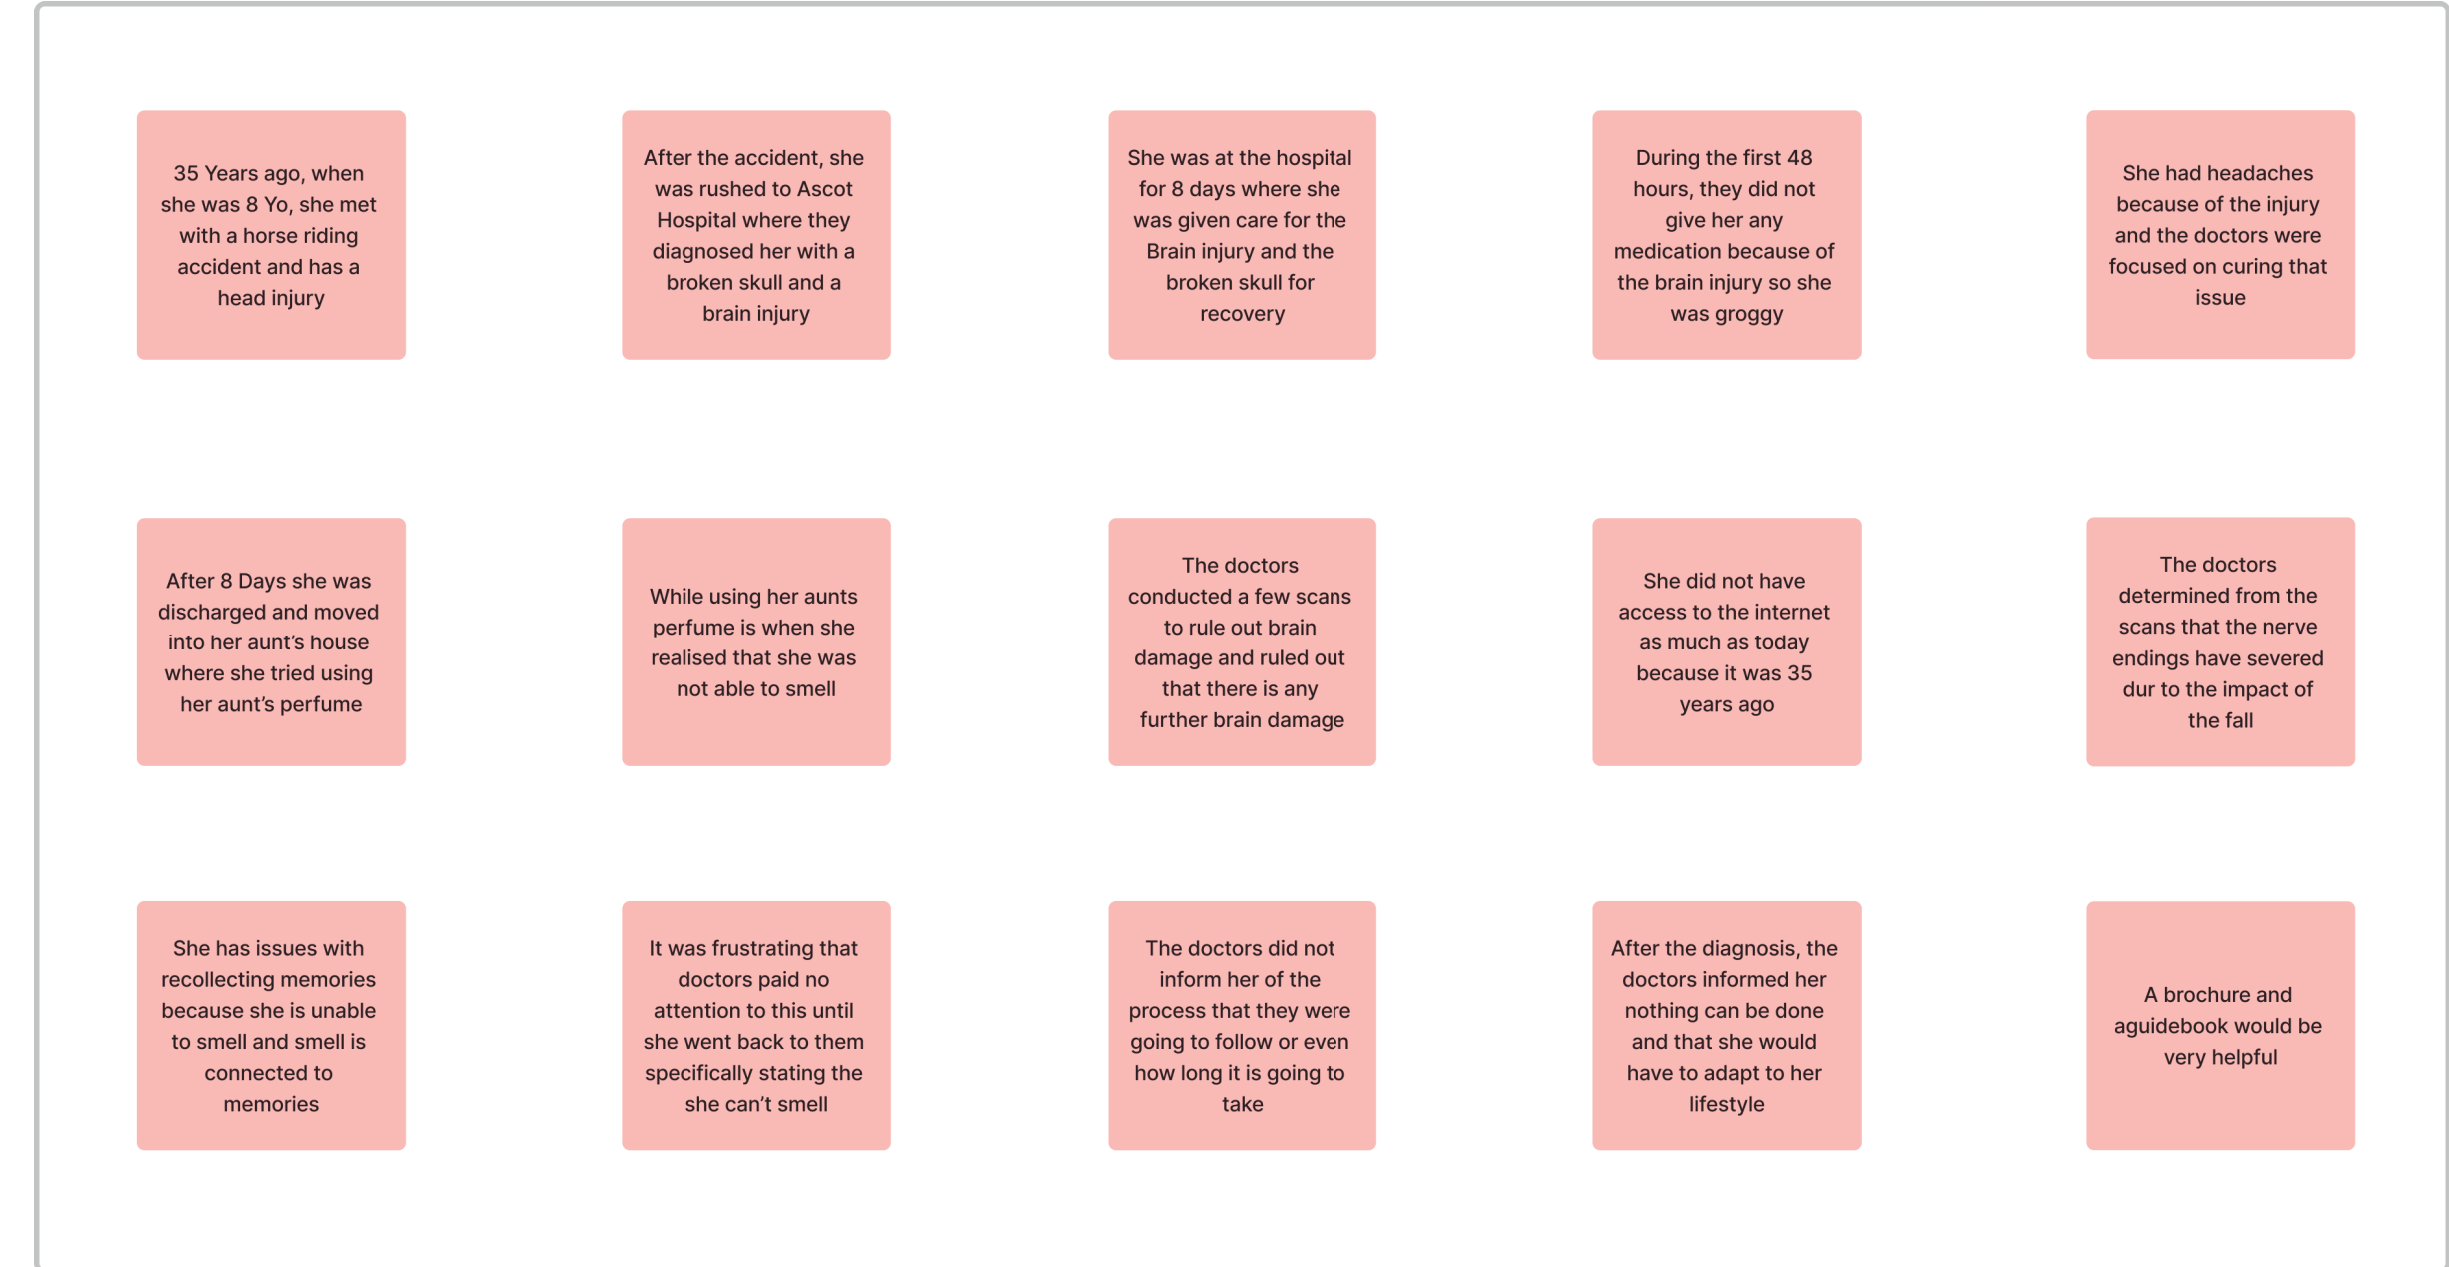 35 Years ago, when
she was 8 Yo, she met
with a horse riding
accident and has a
head injury
After the accident, she
was rushed to Ascot
Hospital where they
diagnosed her with a
broken skull and a
brain injury
She was at the hospital
for 8 days where she
was given care for the
Brain injury and the
broken skull for
recovery
During the first 48
hours, they did not
give her any
medication because of
the brain injury so she
was groggy
She had headaches
because of the injury
and the doctors were
focused on curing that
issue
After 8 Days she was
discharged and moved
into her aunt's house
where she tried using
her aunt's perfume
While using her aunts
perfume is when she
realised that she was
not able to smell
The doctors
conducted a few scans
to rule out brain
damage and ruled out
that there is any
further brain damage
She did not have
access to the internet
as much as today
because it was 35
years ago
The doctors
determined from the
scans that the nerve
endings have severed
dur to the impact of
the fall
She has issues with
recollecting memories
because she is unable
to smell and smell is
connected to
memories
It was frustrating that
doctors paid no
attention to this until
she went back to them
specifically stating the
she can't smell
The doctors did not
inform her of the
process that they were
going to follow or even
how long it is going to
take
After the diagnosis, the
doctors informed her
nothing can be done
and that she would
have to adapt to her
lifestyle
A brochure and
aguidebook would be
very helpful